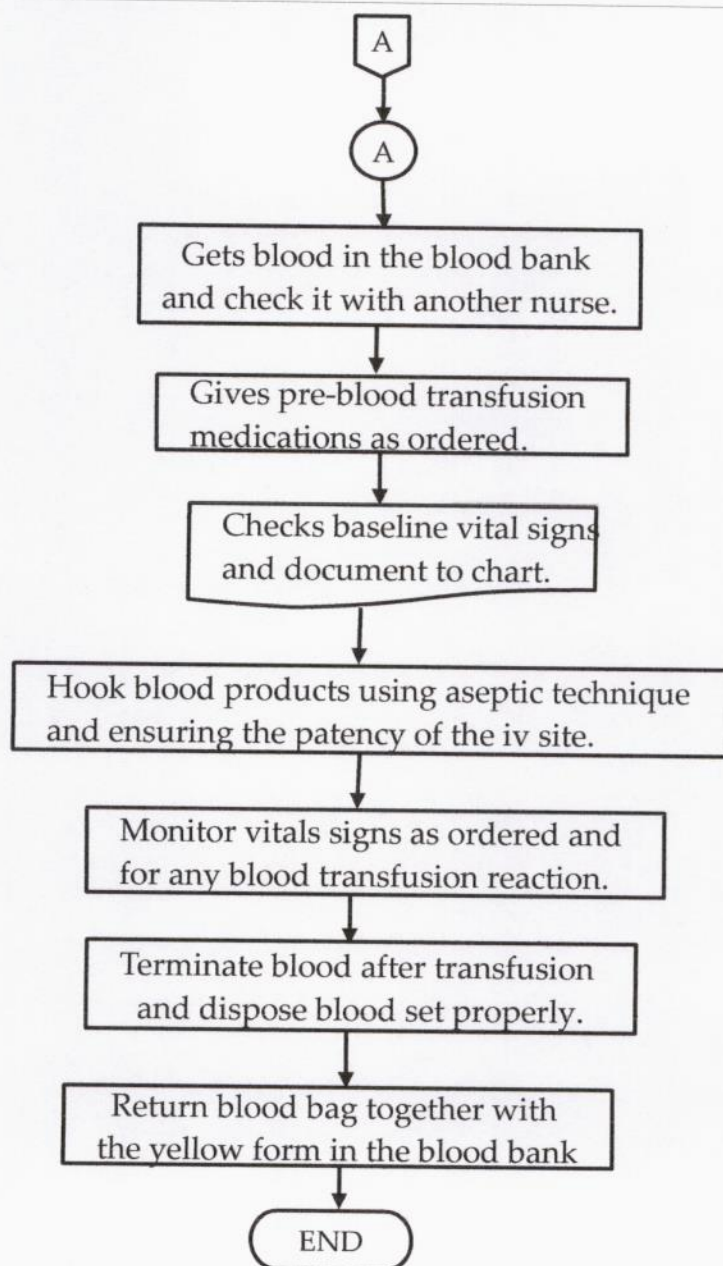 A
A
Gets blood in the blood bank
and check it with another nurse.
Gives pre-blood transfusion
medications as ordered.
Checks baseline vital signs
and document to chart.
Hook blood products using aseptic technique
and ensuring the patency of the iv site.
Monitor vitals signs as ordered and
for any blood transfusion reaction.
Terminate blood after transfusion
and dispose blood set properly.
Return blood bag together with
the yellow form in the blood bank
END